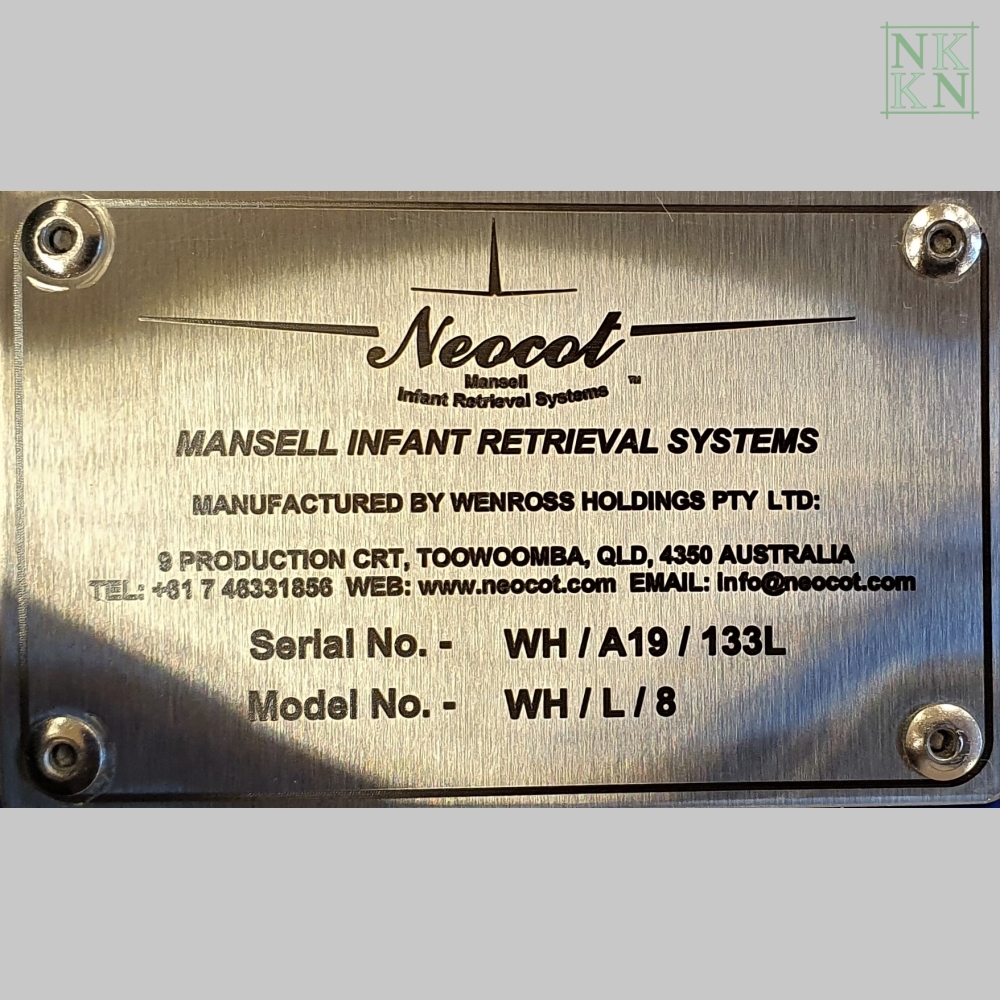 NK
KN
Neocot
Mansell
Infant Retrieval Systems ™
MANSELL INFANT RETRIEVAL SYSTEMS
MANUFACTURED BY WENROSS HOLDINGS PTY LTD:
9 PRODUCTION CRT, TOOWOOMBA, QLD, 4350 AUSTRALIA
TEL: +61 7 46331856 WEB: www.neocot.com EMAIL: info@neocot.com
Serial No. - WH / A19 / 133L
Model No. - WH / L / 8